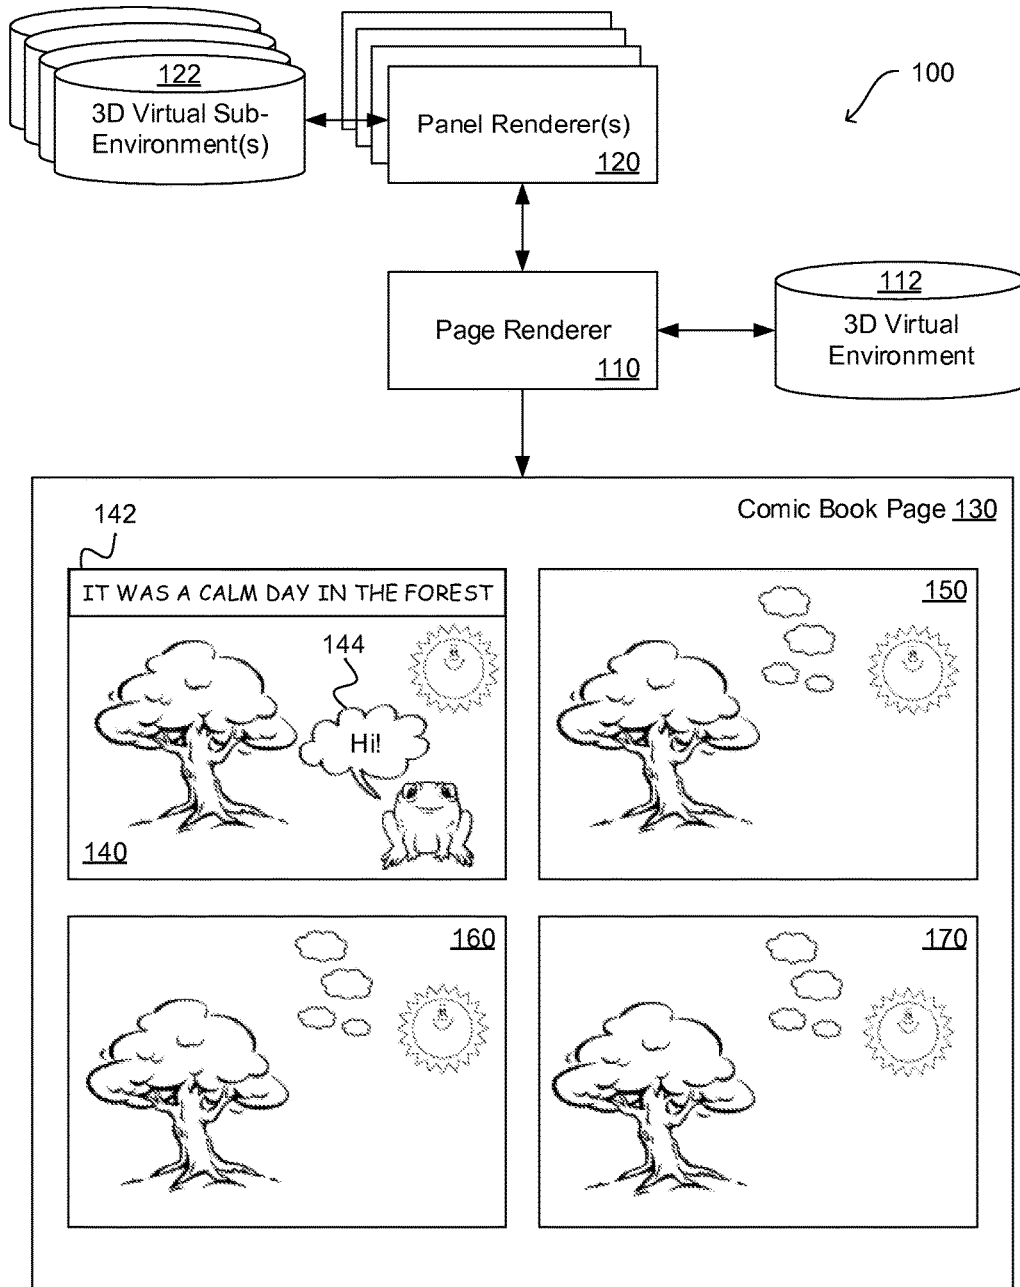 122
3D Virtual Sub-
Environment(s)
Panel Renderer(s)
120
100
Page Renderer
110
112
3D Virtual
Environment
Comic Book Page 130
142
IT WAS A CALM DAY IN THE FOREST
144
Hi!
140
150
160
170